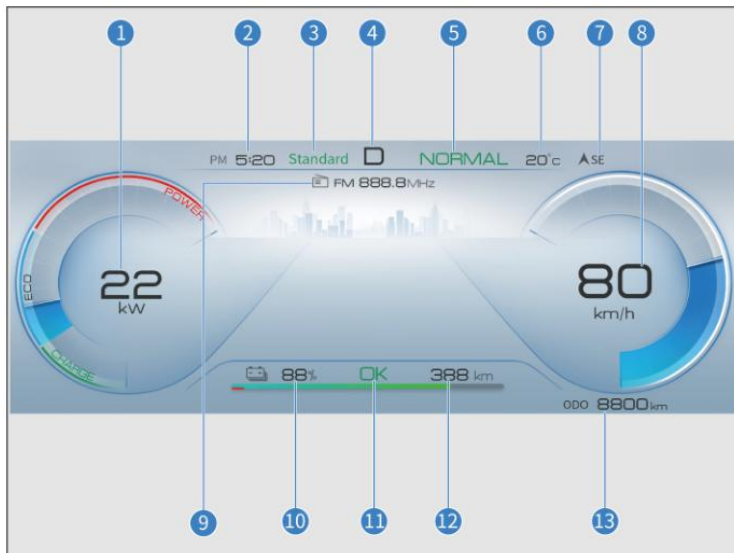 1 2 3 4 5 6 7 8
PM 5:20 Standard D NORMAL 20°c SE
FM 888.8MHz
POWER
ECO
CHARGE
22
kW
80
km/h
88% OK 388 km
ODO 8800km
9 10 11 12 13